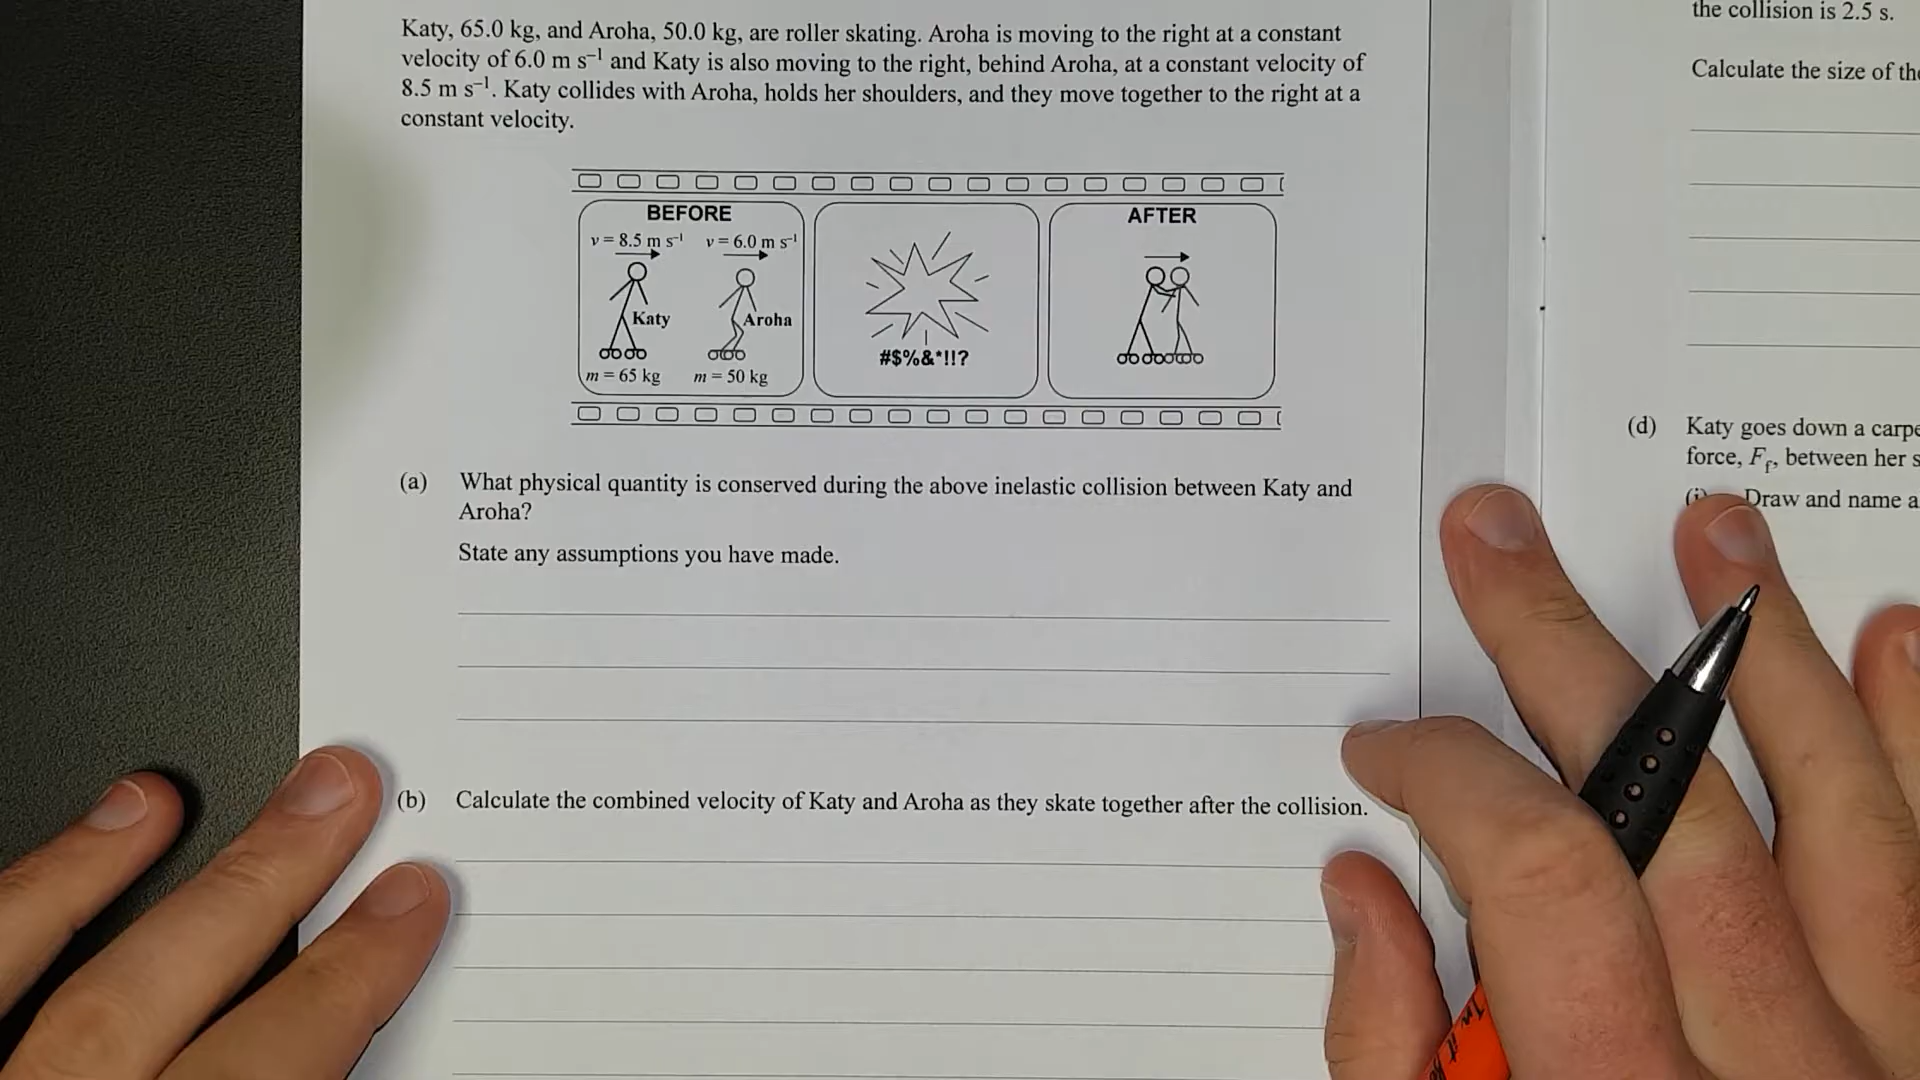 Katy, 65.0 kg, and Aroha, 50.0 kg, are roller skating. Aroha is moving to the right at a constant
velocity of 6.0 m s⁻¹ and Katy is also moving to the right, behind Aroha, at a constant velocity of
8.5 m s⁻¹. Katy collides with Aroha, holds her shoulders, and they move together to the right at a
constant velocity.
BEFORE
v = 8.5 m s⁻¹ v = 6.0 m s⁻¹
Katy
Aroha
m = 65 kg m = 50 kg
#$%&*!!?
AFTER
(a) What physical quantity is conserved during the above inelastic collision between Katy and
Aroha?
State any assumptions you have made.
(b) Calculate the combined velocity of Katy and Aroha as they skate together after the collision.
the collision is 2.5 s.
Calculate the size of the
(d) Katy goes down a
force, F_f, between her
(i) Draw and name a